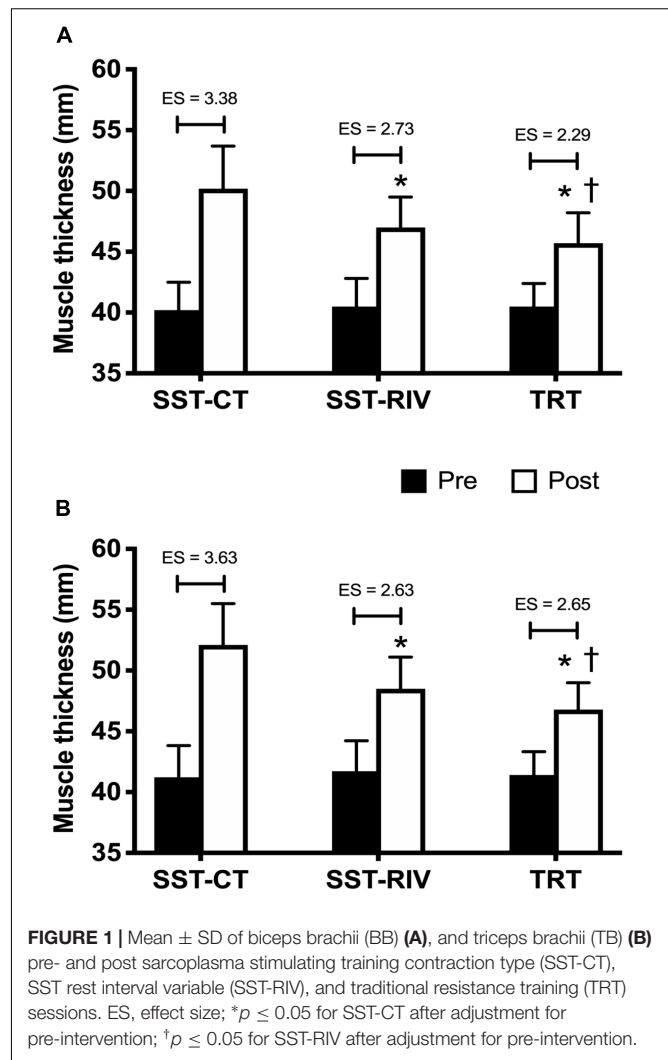 A
60
55
50
45
40
35
Muscle thickness (mm)
ES = 3.38
ES = 2.73
ES = 2.29
*
* †
SST-CT SST-RIV TRT
Pre Post
B
60
55
50
45
40
35
Muscle thickness (mm)
ES = 3.63
ES = 2.63
ES = 2.65
*
* †
SST-CT SST-RIV TRT
FIGURE 1 | Mean ± SD of biceps brachii (BB) (A), and triceps brachii (TB) (B)
pre- and post sarcoplasma stimulating training contraction type (SST-CT),
SST rest interval variable (SST-RIV), and traditional resistance training (TRT)
sessions. ES, effect size; *p ≤ 0.05 for SST-CT after adjustment for
pre-intervention; †p ≤ 0.05 for SST-RIV after adjustment for pre-intervention.